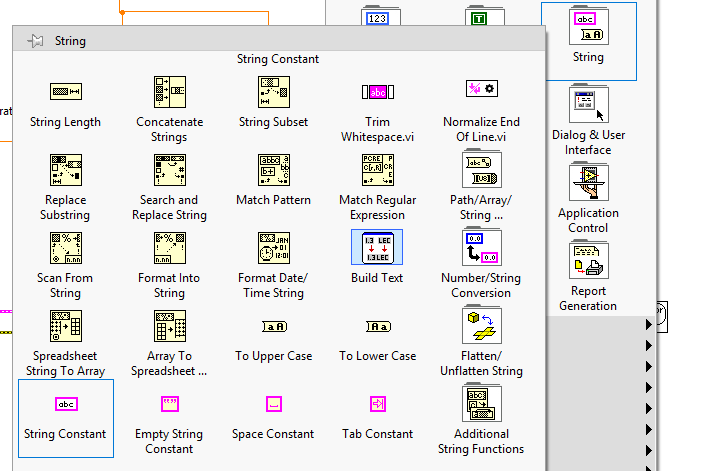 123
T
abc
aA
String
String
String Constant
String Length
Concatenate
Strings
String Subset
Trim
Whitespace.vi
Normalize End
Of Line.vi
Dialog & User
Interface
Replace
Substring
Search and
Replace String
Match Pattern
Match Regular
Expression
Path/Array/
String ...
Application
Control
Scan From
String
Format Into
String
Format Date/
Time String
Build Text
Number/String
Conversion
Report
Generation
Spreadsheet
String To Array
Array To
Spreadsheet ...
To Upper Case
To Lower Case
Flatten/
Unflatten String
String Constant
Empty String
Constant
Space Constant
Tab Constant
Additional
String Functions